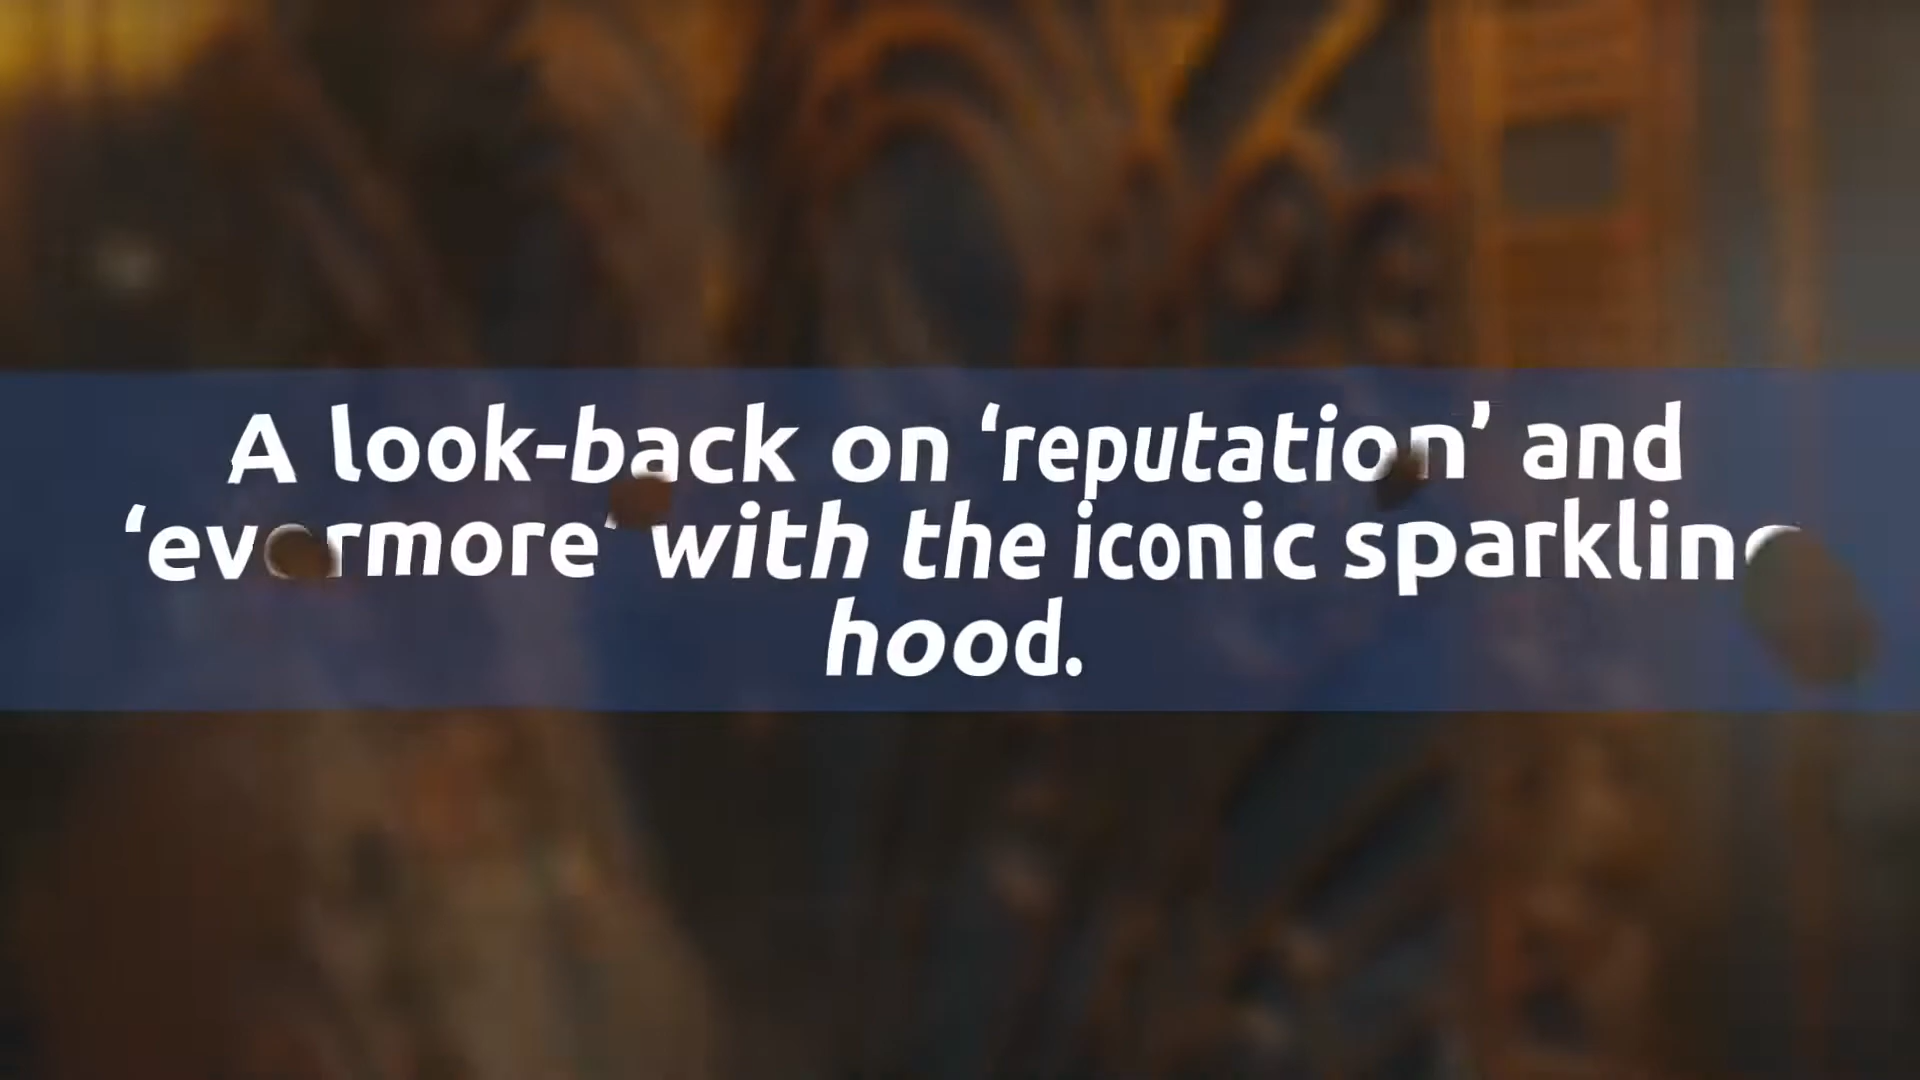 A look-back on ‘reputation’ and
‘evermore’ with the iconic sparkling
hood.